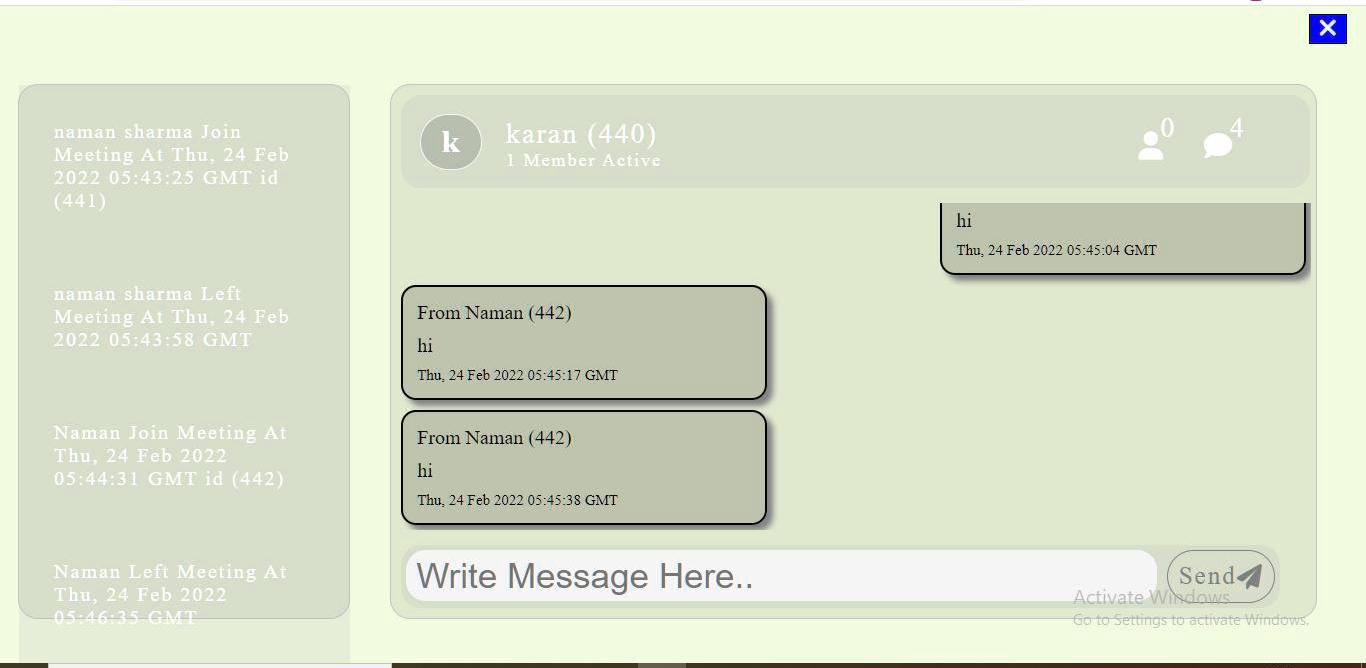 naman sharma Join
Meeting At Thu, 24 Feb
2022 05:43:25 GMT id
(441)
naman sharma Left
Meeting At Thu, 24 Feb
2022 05:43:58 GMT
Naman Join Meeting At
Thu, 24 Feb 2022
05:44:31 GMT id (442)
Naman Left Meeting At
Thu, 24 Feb 2022
05:46:35 GMT
k
karan (440)
1 Member Active
0
4
hi
Thu, 24 Feb 2022 05:45:04 GMT
From Naman (442)
hi
Thu, 24 Feb 2022 05:45:17 GMT
From Naman (442)
hi
Thu, 24 Feb 2022 05:45:38 GMT
Write Message Here..
Send
Activate Windows
Go to Settings to activate Windows.